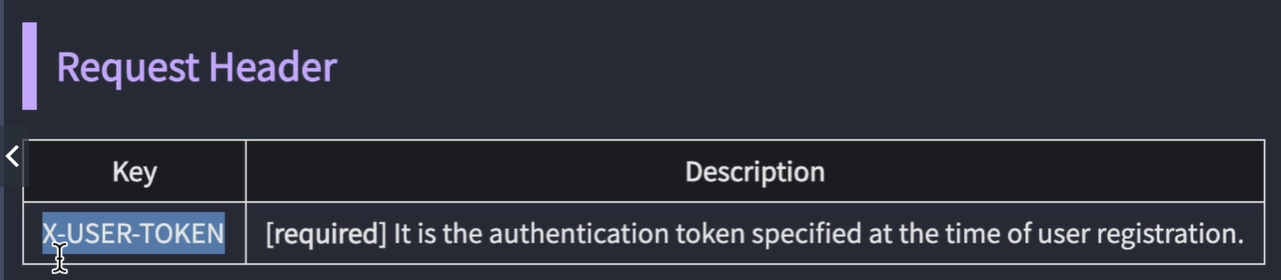 Request Header
Key Description
X-USER-TOKEN [required] It is the authentication token specified at the time of user registration.